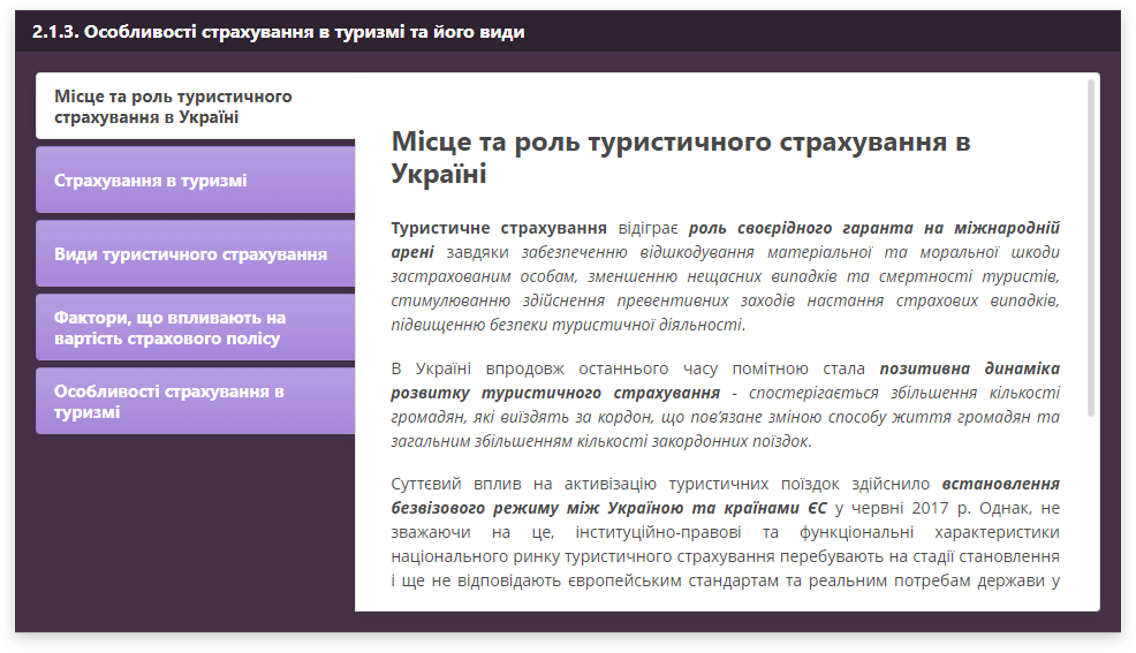 2.1.3. Особливості страхування в туризмі та його види
Місце та роль туристичного
страхування в Україні
Страхування в туризмі
Види туристичного страхування
Фактори, що впливають на
вартість страхового полісу
Особливості страхування в
туризмі
Місце та роль туристичного страхування в
Україні
Туристичне страхування відіграє роль своєрідного гаранта на міжнародній
арені завдяки забезпеченню відшкодування матеріальної та моральної шкоди
застрахованим особам, зменшенню нещасних випадків та смертності туристів,
стимулюванню здійснення превентивних заходів настання страхових випадків,
підвищенню безпеки туристичної діяльності.
В Україні впродовж останнього часу помітною стала позитивна динаміка
розвитку туристичного страхування - спостерігається збільшення кількості
громадян, які виїздять за кордон, що пов’язане зміною способу життя громадян та
загальним збільшенням кількості закордонних поїздок.
Суттєвий вплив на активізацію туристичних поїздок здійснило встановлення
безвізового режиму між Україною та країнами ЄС у червні 2017 р. Однак, не
зважаючи на це, інституційно-правові та функціональні характеристики
національного ринку туристичного страхування перебувають на стадії становлення
і ще не відповідають європейським стандартам та реальним потребам держави у